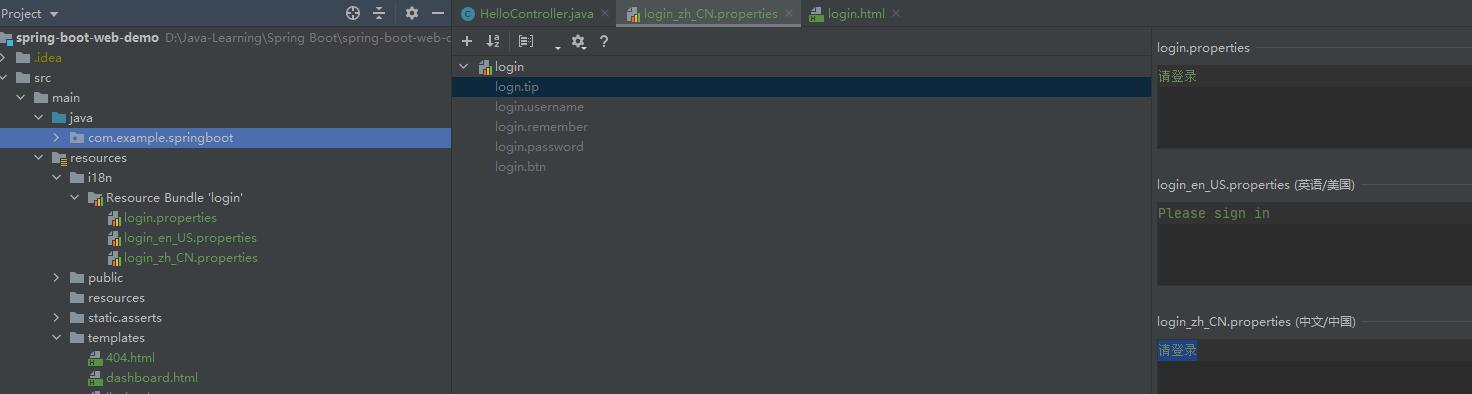 Project
spring-boot-web-demo D:\Java-Learning\Spring Boot\spring-boot-web-d
.idea
src
main
java
com.example.springboot
resources
i18n
Resource Bundle 'login'
login.properties
login_en_US.properties
login_zh_CN.properties
public
resources
static.asserts
templates
404.html
dashboard.html
HelloController.java
login_zh_CN.properties
login.html
login
logn.tip
login.username
login.remember
login.password
login.btn
login.properties
请登录
login_en_US.properties (英语/美国)
Please sign in
login_zh_CN.properties (中文/中国)
请登录